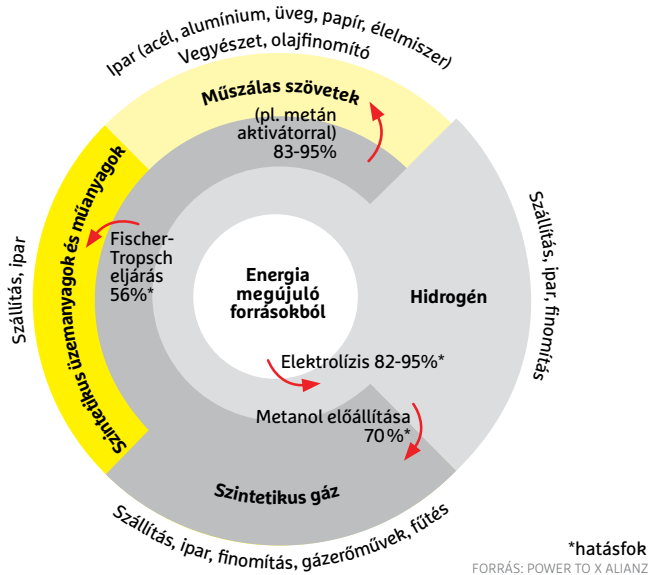 Ipar (acél, alumínium, üveg, papír, élelmiszer)
Vegyészet, olajfinomító
Műszálas szövetek
(pl. metán
aktivátorral)
83-95%
Szintetikus üzemanyagok és műanyagok
Szállítás, ipar
Fischer-
Tropsch
eljárás
56%*
Energia
megújuló
forrásokból
Hidrogén
Szállítás, ipar, finomítás
Elektrolízis 82-95%*
Metanol előállítása
70%*
Szintetikus gáz
Szállítás, ipar, finomítás, gázerőművek, fűtés
*hatásfok
FORRÁS: POWER TO X ALIANZ